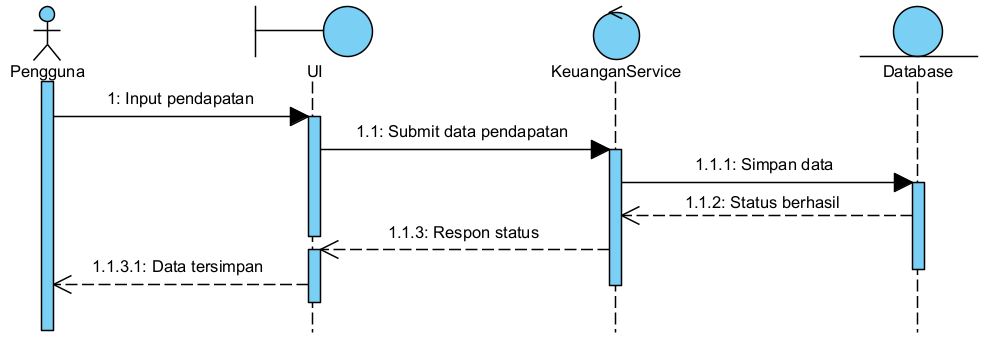 Pengguna
UI
KeuanganService
Database
1: Input pendapatan
1.1: Submit data pendapatan
1.1.1: Simpan data
1.1.2: Status berhasil
1.1.3: Respon status
1.1.3.1: Data tersimpan